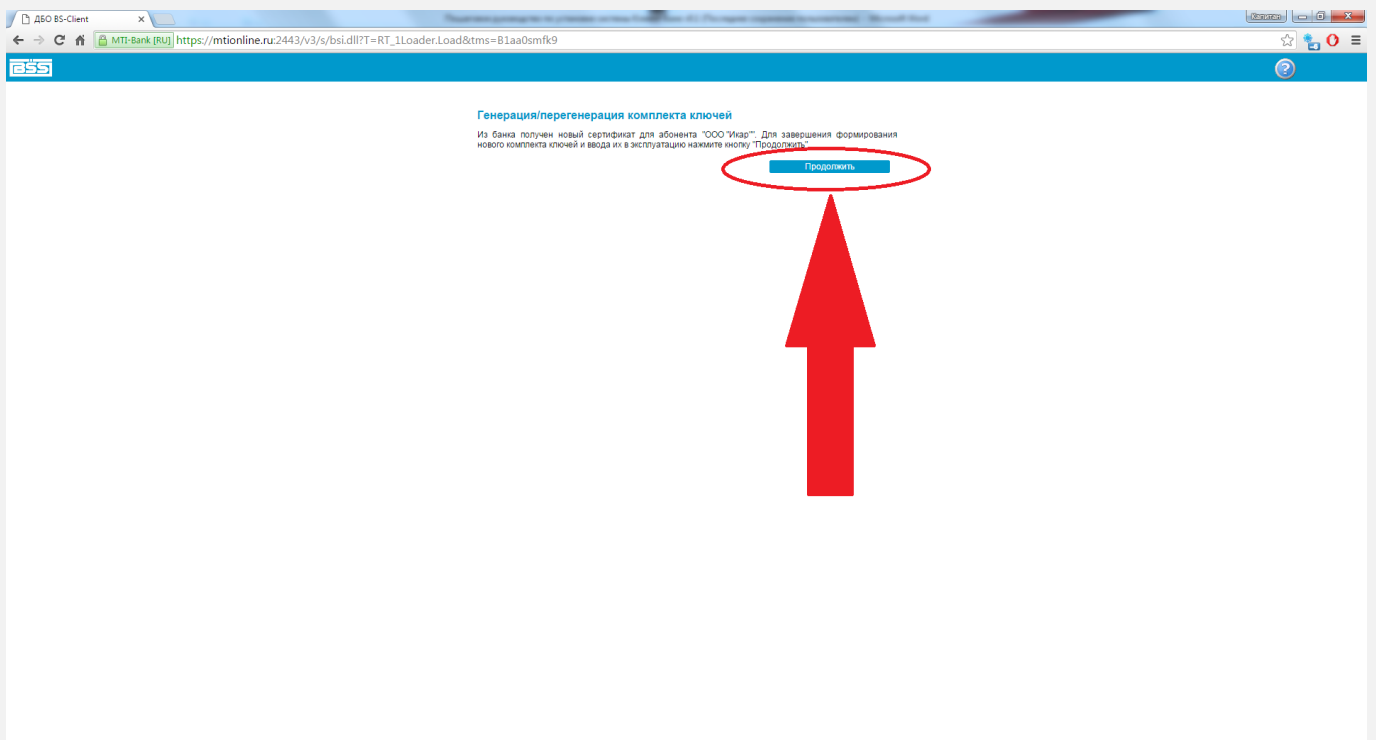 ДБО BS-Client
Капитан
MTI-Bank [RU] https://mtionline.ru:2443/v3/s/bsi.dll?T=RT_1Loader.Load&tms=B1aa0smfk9
BSS
?
Генерация/перегенерация комплекта ключей
Из банка получен новый сертификат для абонента "ООО "Икар"". Для завершения формирования
нового комплекта ключей и ввода их в эксплуатацию нажмите кнопку "Продолжить"
Продолжить